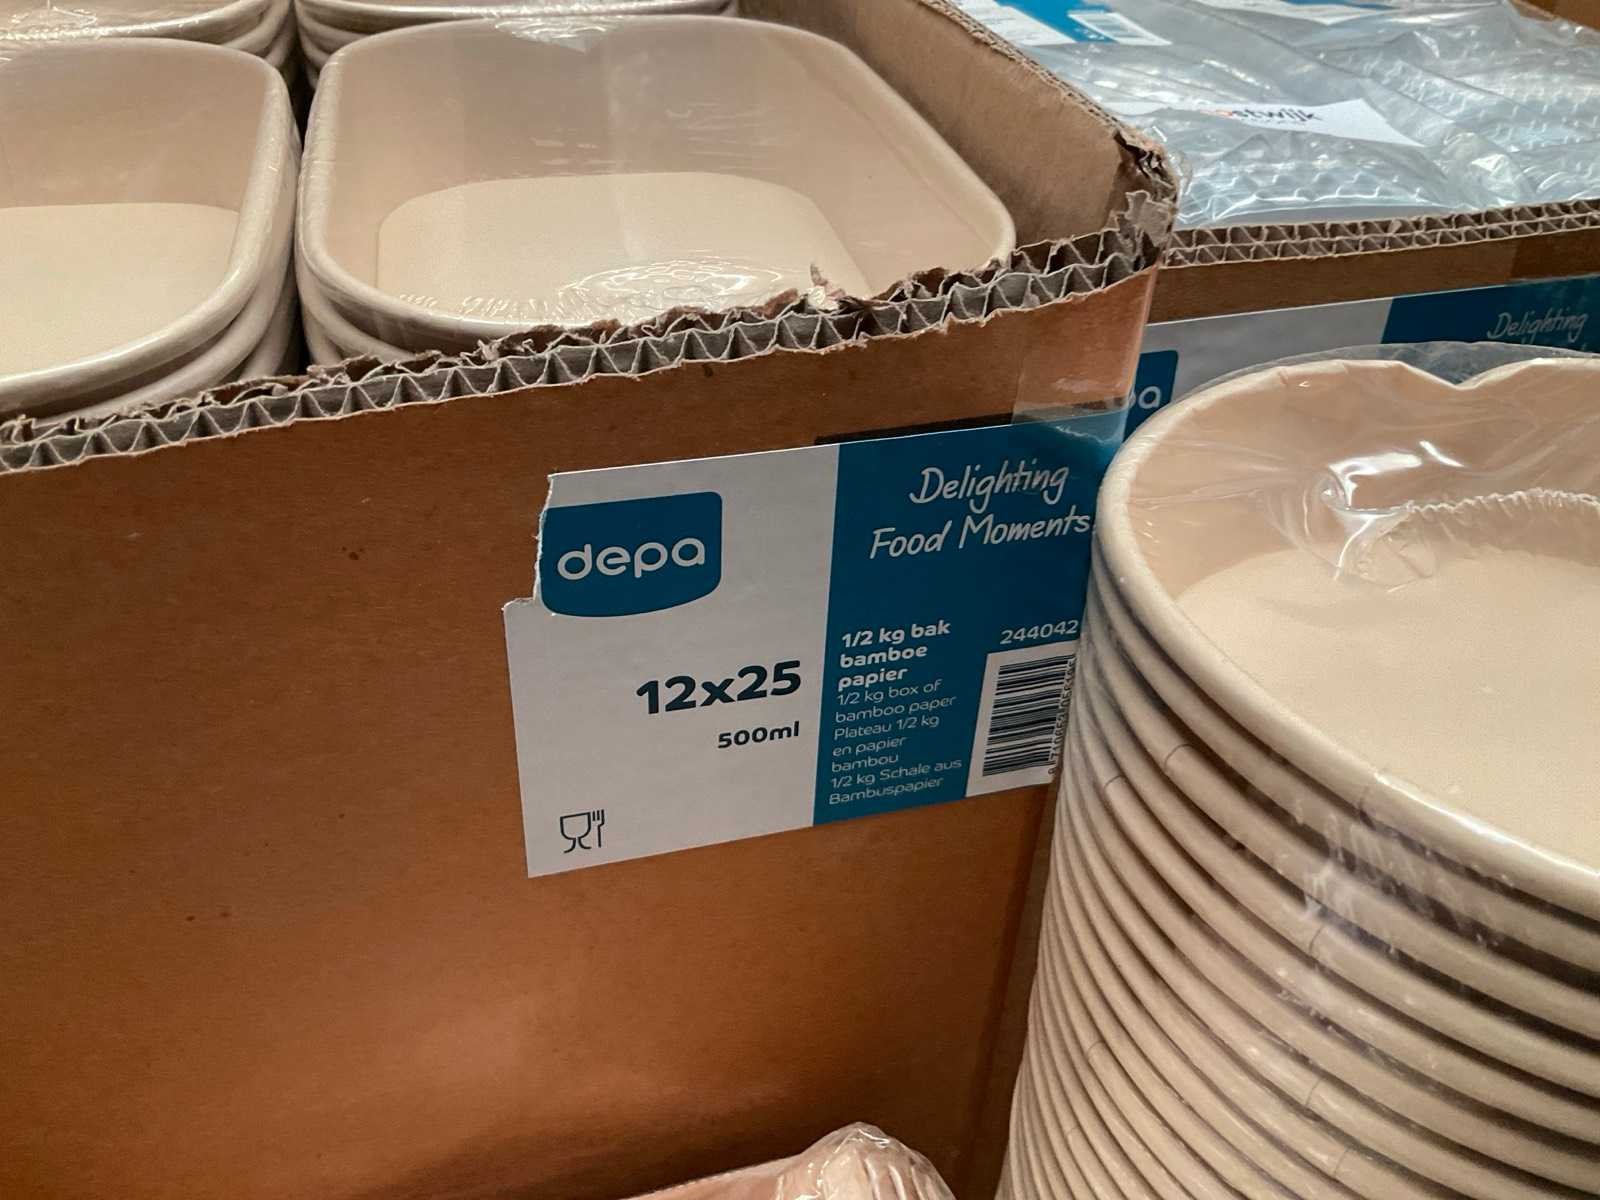 depa
12x25
500ml
Delighting
Food Moments
1/2 kg bak
bamboe
papier
1/2 kg box of
bamboo paper
Plateau 1/2 kg
en papier
bambou
1/2 kg Schale aus
Bambuspapier
244042
Delighting